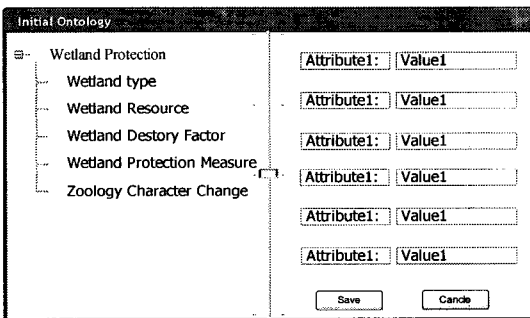 Initial Ontology
Wetland Protection
Wetland type
Wetland Resource
Wetland Destory Factor
Wetland Protection Measure
Zoology Character Change
Attribute1: Value1
Attribute1: Value1
Attribute1: Value1
Attribute1: Value1
Attribute1: Value1
Attribute1: Value1
Save Cancle